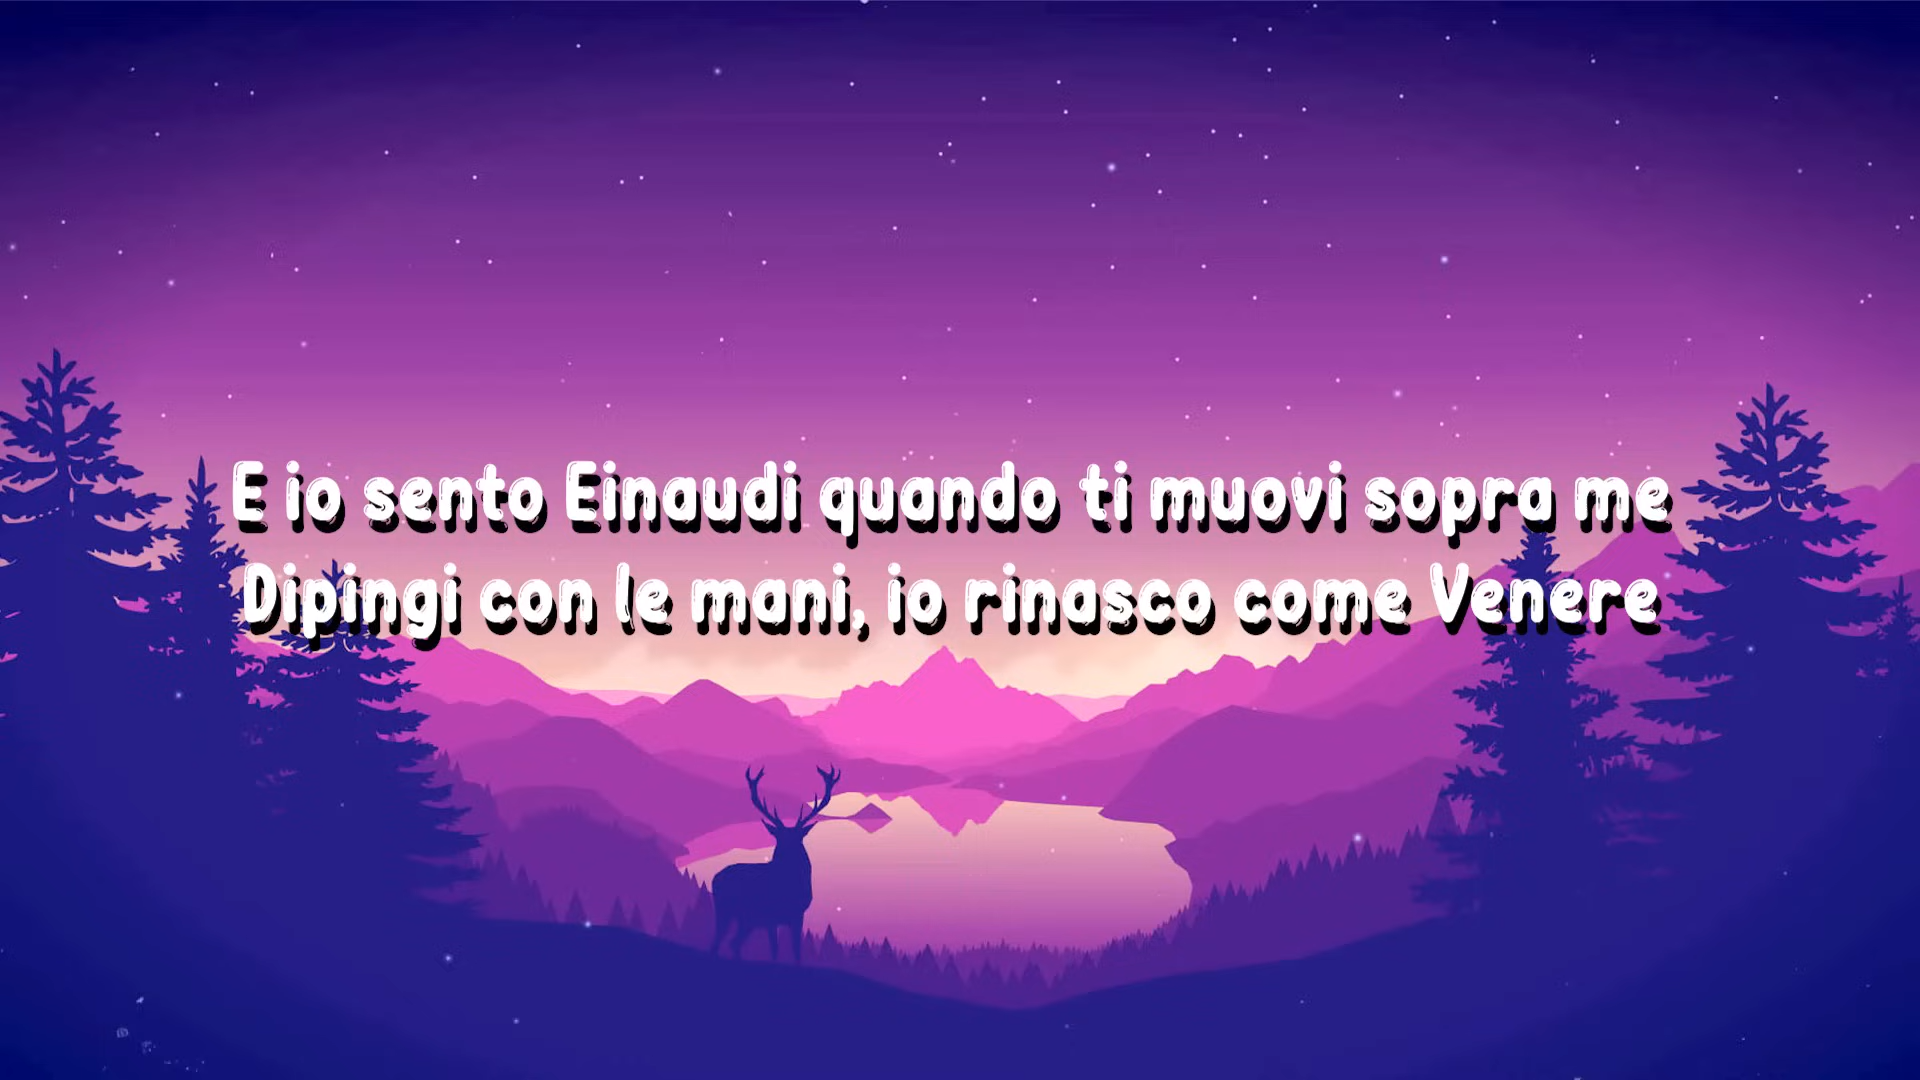 E io sento Einaudi quando ti muovi sopra me
Dipingi con le mani, io rinasco come Venere